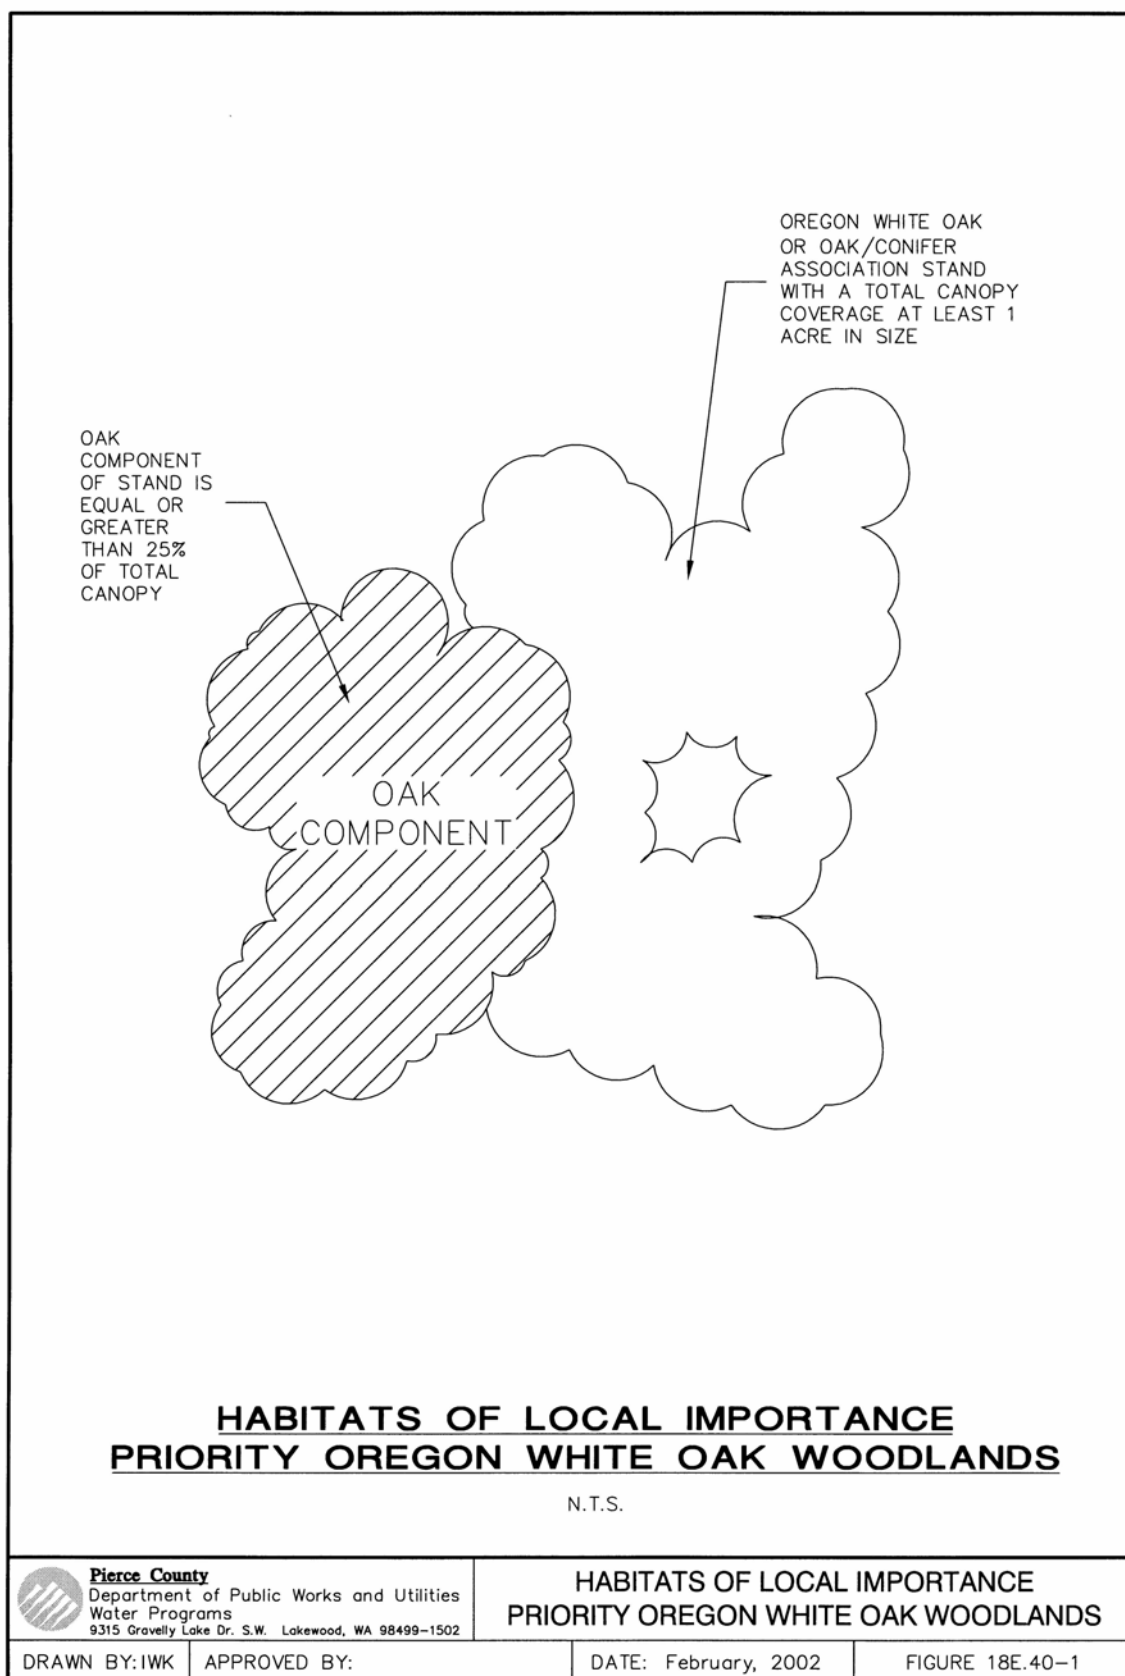 OREGON WHITE OAK
OR OAK/CONIFER
ASSOCIATION STAND
WITH A TOTAL CANOPY
COVERAGE AT LEAST 1
ACRE IN SIZE
OAK
COMPONENT
OF STAND IS
EQUAL OR
GREATER
THAN 25%
OF TOTAL
CANOPY
OAK
COMPONENT
HABITATS OF LOCAL IMPORTANCE
PRIORITY OREGON WHITE OAK WOODLANDS
N.T.S.
Pierce County
Department of Public Works and Utilities
Water Programs
9315 Gravelly Lake Dr. S.W. Lakewood, WA 98499-1502
HABITATS OF LOCAL IMPORTANCE
PRIORITY OREGON WHITE OAK WOODLANDS
DRAWN BY: IWK
APPROVED BY:
DATE: February, 2002
FIGURE 18E.40-1